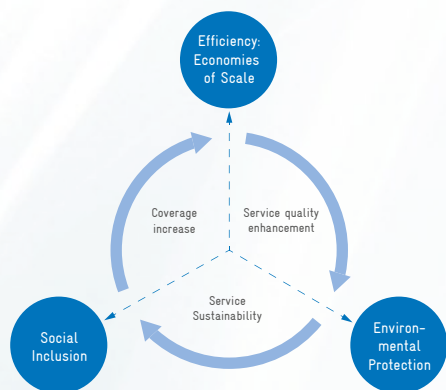 Efficiency:
Economies
of Scale
Coverage
increase
Service quality
enhancement
Service
Sustainability
Social
Inclusion
Environ-
mental
Protection